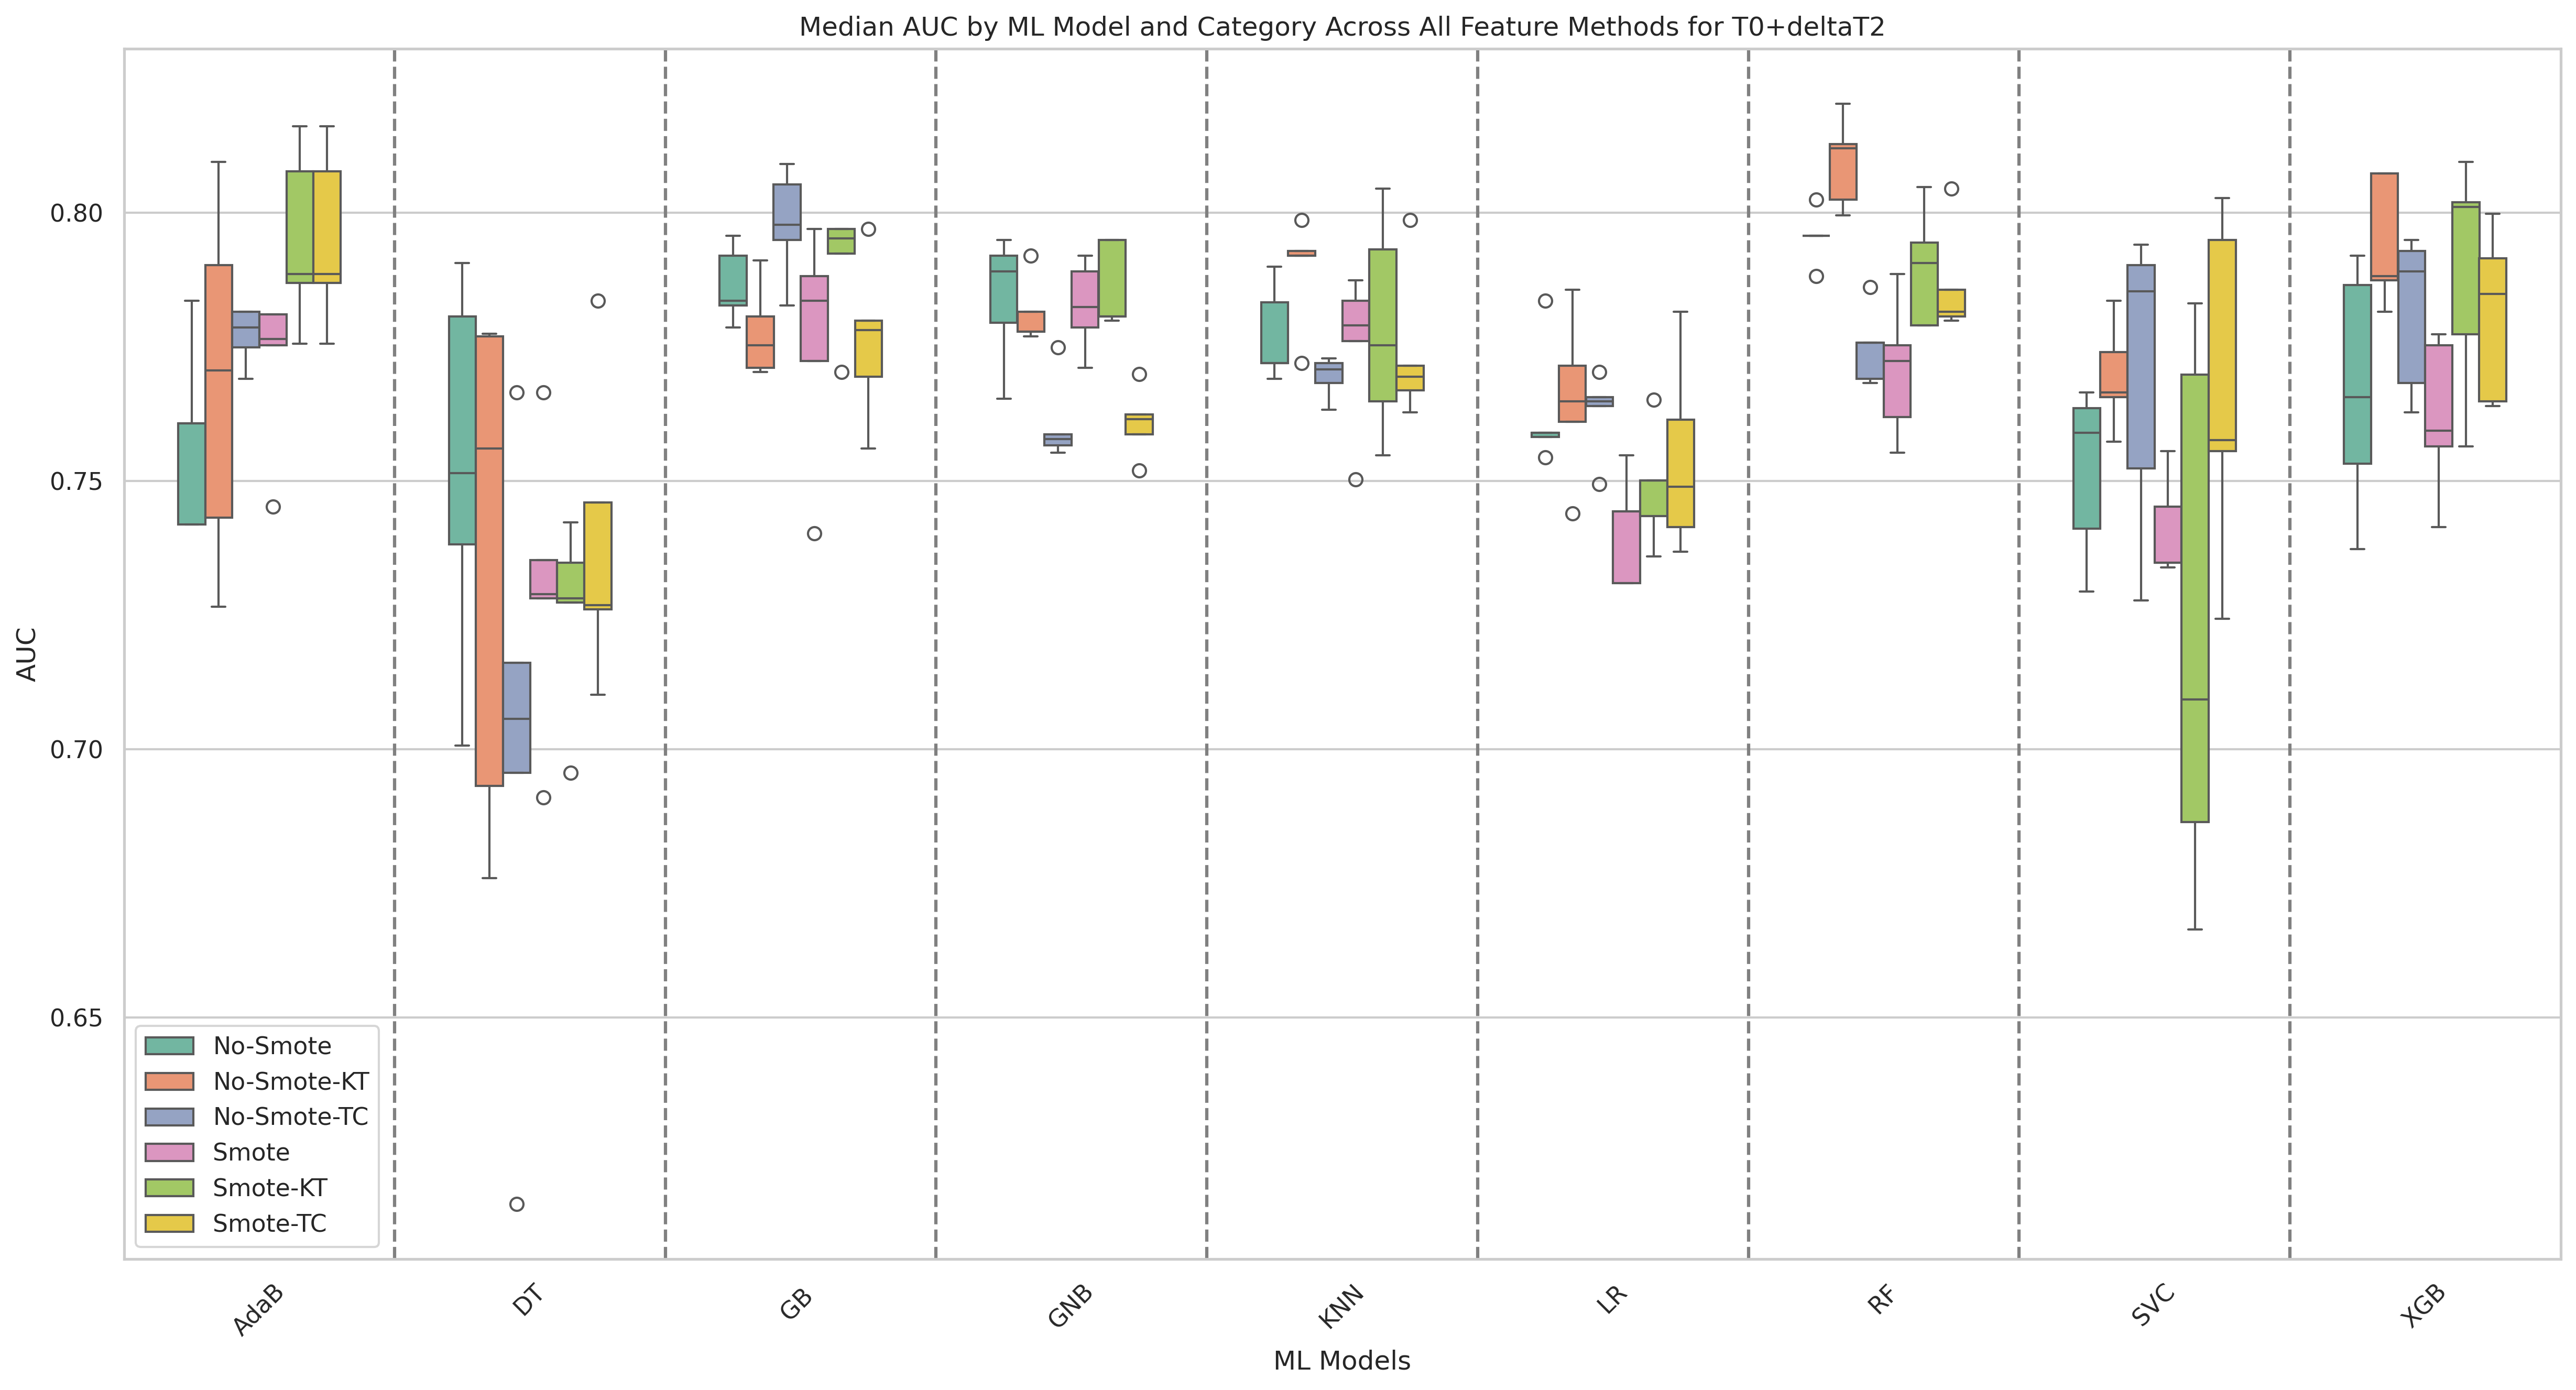 Median AUC by ML Model and Category Across All Feature Methods for T0+deltaT2
AUC
0.80
0.75
0.70
0.65
No-Smote
No-Smote-KT
No-Smote-TC
Smote
Smote-KT
Smote-TC
AdaB
DT
GB
GNB
KNN
LR
RF
SVC
XGB
ML Models